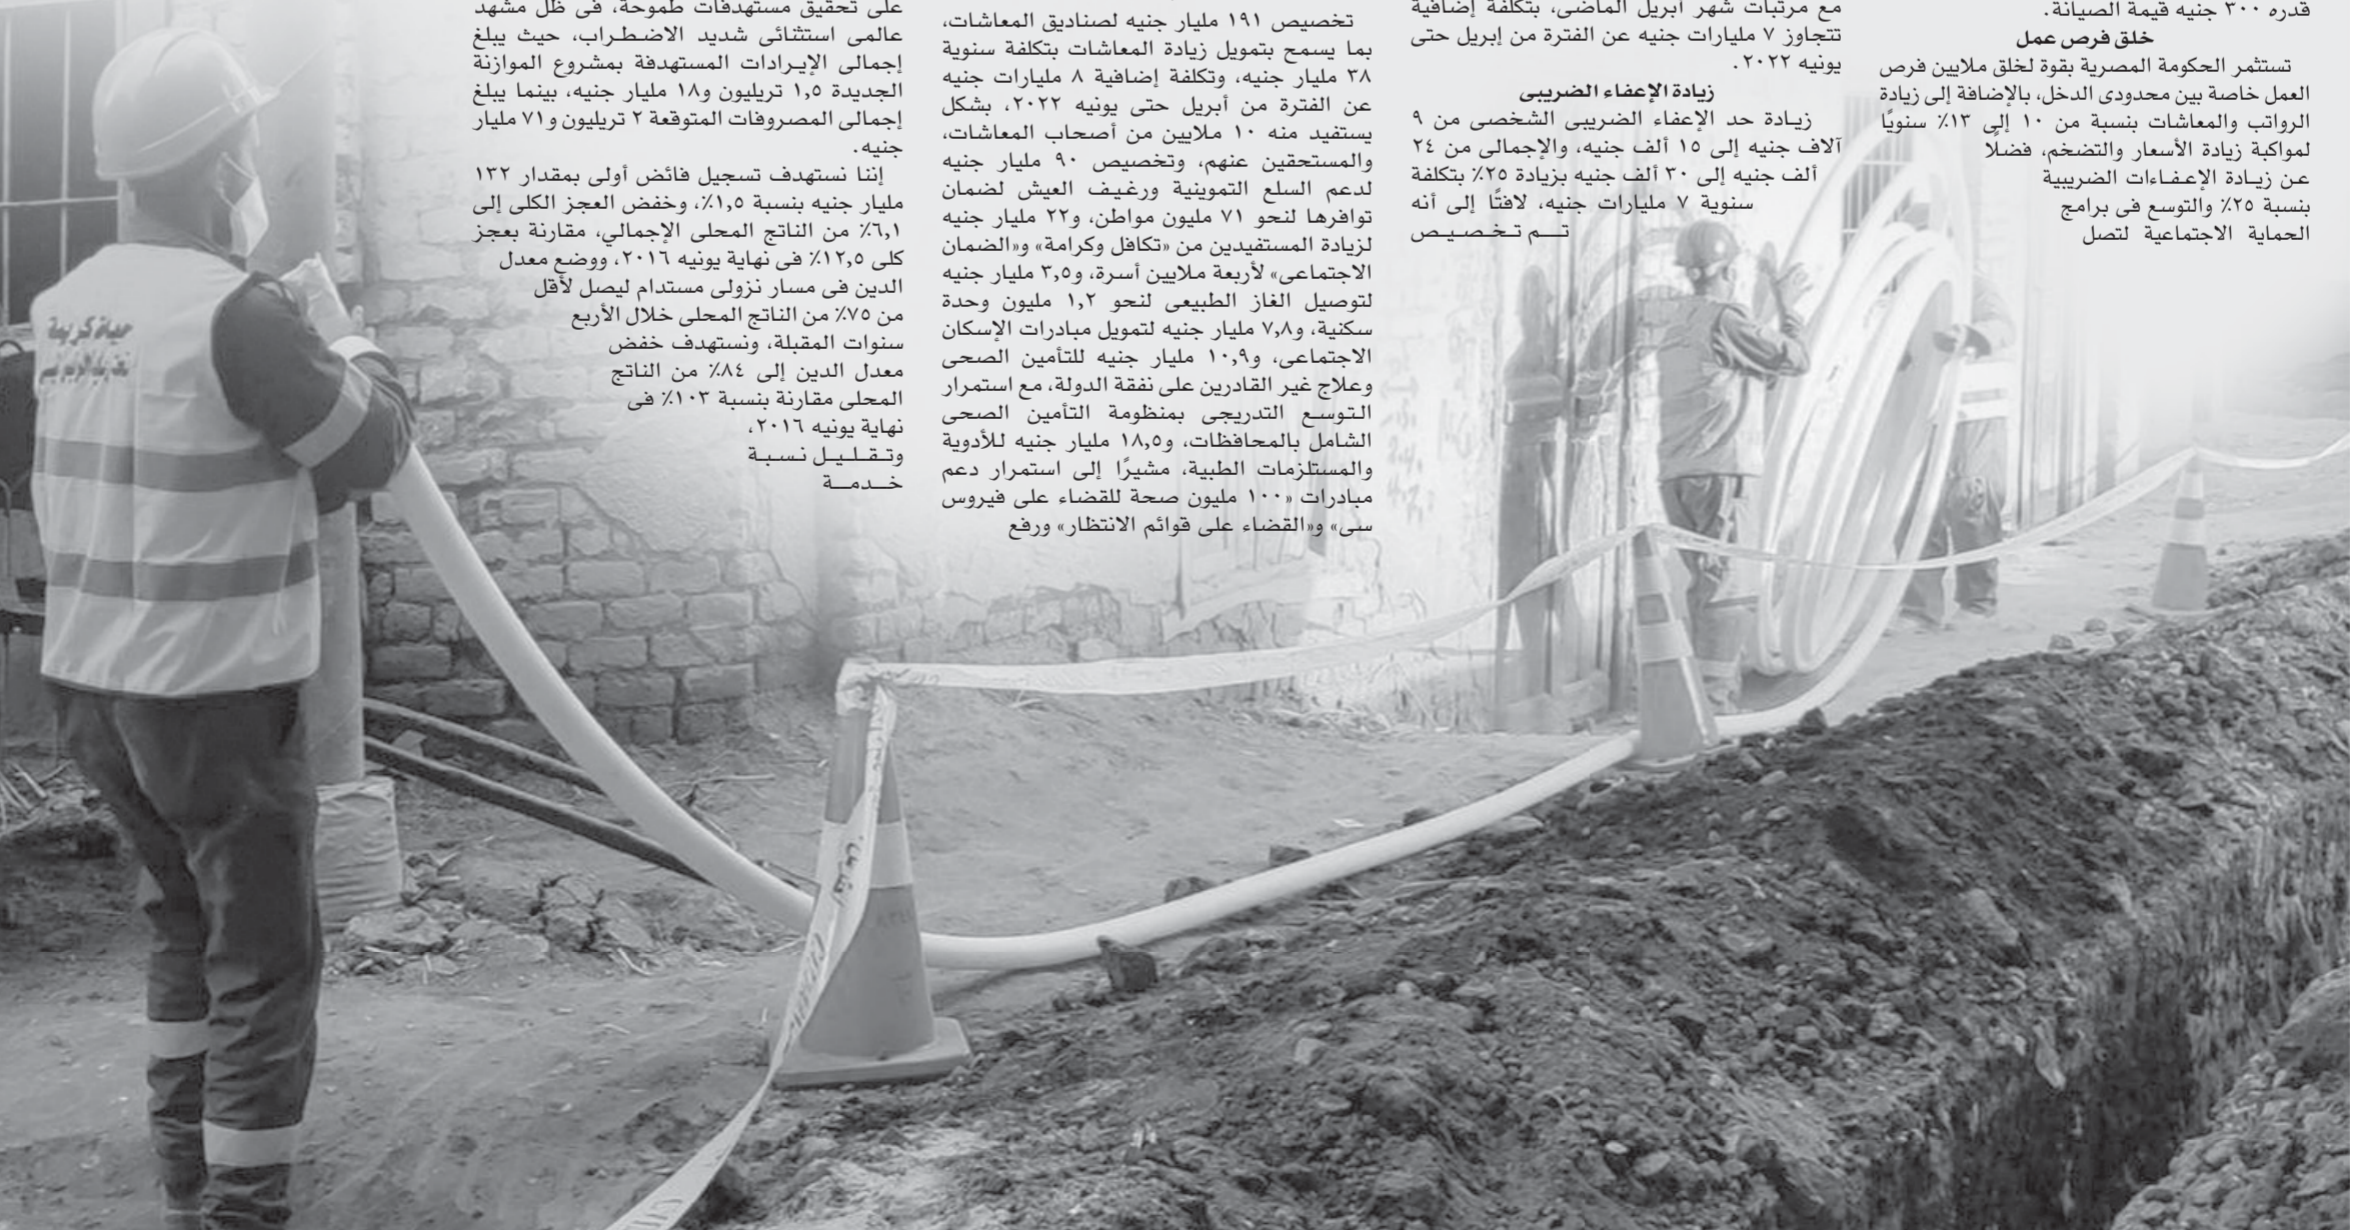 قدره ٣٠٠ جنيه قيمة الصيانة.
خلق فرص عمل
تستثمر الحكومة المصرية بقوة لخلق ملايين فرص
العمل خاصة بين محدودى الدخل، بالإضافة إلى زيادة
الرواتب والمعاشات بنسبة من ١٠ إلى ١٣٪ سنويًا
لمواكبة زيادة الأسعار والتضخم، فضلًا
عن زيادة الإعفاءات الضريبية
بنسبة ٢٥٪ والتوسع فى برامج
الحماية الاجتماعية لتصل
مع مرتبات شهر أبريل الماضى، بتكلفة إضافية
تتجاوز ٧ مليارات جنيه عن الفترة من إبريل حتى
يونيه ٢٠٢٢.
زيادة الإعفاء الضريبى
زيادة حد الإعفاء الضريبى الشخصى من ٩
آلاف جنيه إلى ١٥ ألف جنيه، والإجمالى من ٢٤
ألف جنيه إلى ٣٠ ألف جنيه بزيادة ٢٥٪ بتكلفة
سنوية ٧ مليارات جنيه، لافتًا إلى أنه
تم تخصيص
تخصيص ١٩١ مليار جنيه لصناديق المعاشات،
بما يسمح بتمويل زيادة المعاشات بتكلفة سنوية
٣٨ مليار جنيه، وتكلفة إضافية ٨ مليارات جنيه
عن الفترة من أبريل حتى يونيه ٢٠٢٢، بشكل
يستفيد منه ١٠ ملايين من أصحاب المعاشات،
والمستحقين عنهم، وتخصيص ٩٠ مليار جنيه
لدعم السلع التموينية ورغيف العيش لضمان
توافرها لنحو ٧١ مليون مواطن، و٢٢ مليار جنيه
لزيادة المستفيدين من «تكافل وكرامة» و«الضمان
الاجتماعى» لأربعة ملايين أسرة، و٣,٥ مليار جنيه
لتوصيل الغاز الطبيعى لنحو ١,٢ مليون وحدة
سكنية، و٧,٨ مليار جنيه لتمويل مبادرات الإسكان
الاجتماعى، و١٠,٩ مليار جنيه للتأمين الصحى
وعلاج غير القادرين على نفقة الدولة، مع استمرار
التوسع التدريجى بمنظومة التأمين الصحى
الشامل بالمحافظات، و١٨,٥ مليار جنيه للأدوية
والمستلزمات الطبية، مشيرًا إلى استمرار دعم
مبادرات «١٠٠ مليون صحة للقضاء على فيروس
سى» و«القضاء على قوائم الانتظار» ورفع
على تحقيق مستهدفات طموحة، فى ظل مشهد
عالمى استثنائى شديد الاضطراب، حيث يبلغ
إجمالى الإيرادات المستهدفة بمشروع الموازنة
الجديدة ١,٥ تريليون و١٨ مليار جنيه، بينما يبلغ
إجمالى المصروفات المتوقعة ٢ تريليون و٧١ مليار
جنيه.
إننا نستهدف تسجيل فائض أولى بمقدار ١٣٢
مليار جنيه بنسبة ١,٥٪، وخفض العجز الكلى إلى
٦,١٪ من الناتج المحلى الإجمالي، مقارنة بعجز
كلى ١٢,٥٪ فى نهاية يونيه ٢٠١٦، ووضع معدل
الدين فى مسار نزولى مستدام ليصل لأقل
من ٧٥٪ من الناتج المحلى خلال الأربع
سنوات المقبلة، ونستهدف خفض
معدل الدين إلى ٨٤٪ من الناتج
المحلى مقارنة بنسبة ١٠٣٪ فى
نهاية يونيه ٢٠١٦،
وتقليل نسبة
خدمة
حياة كريمة